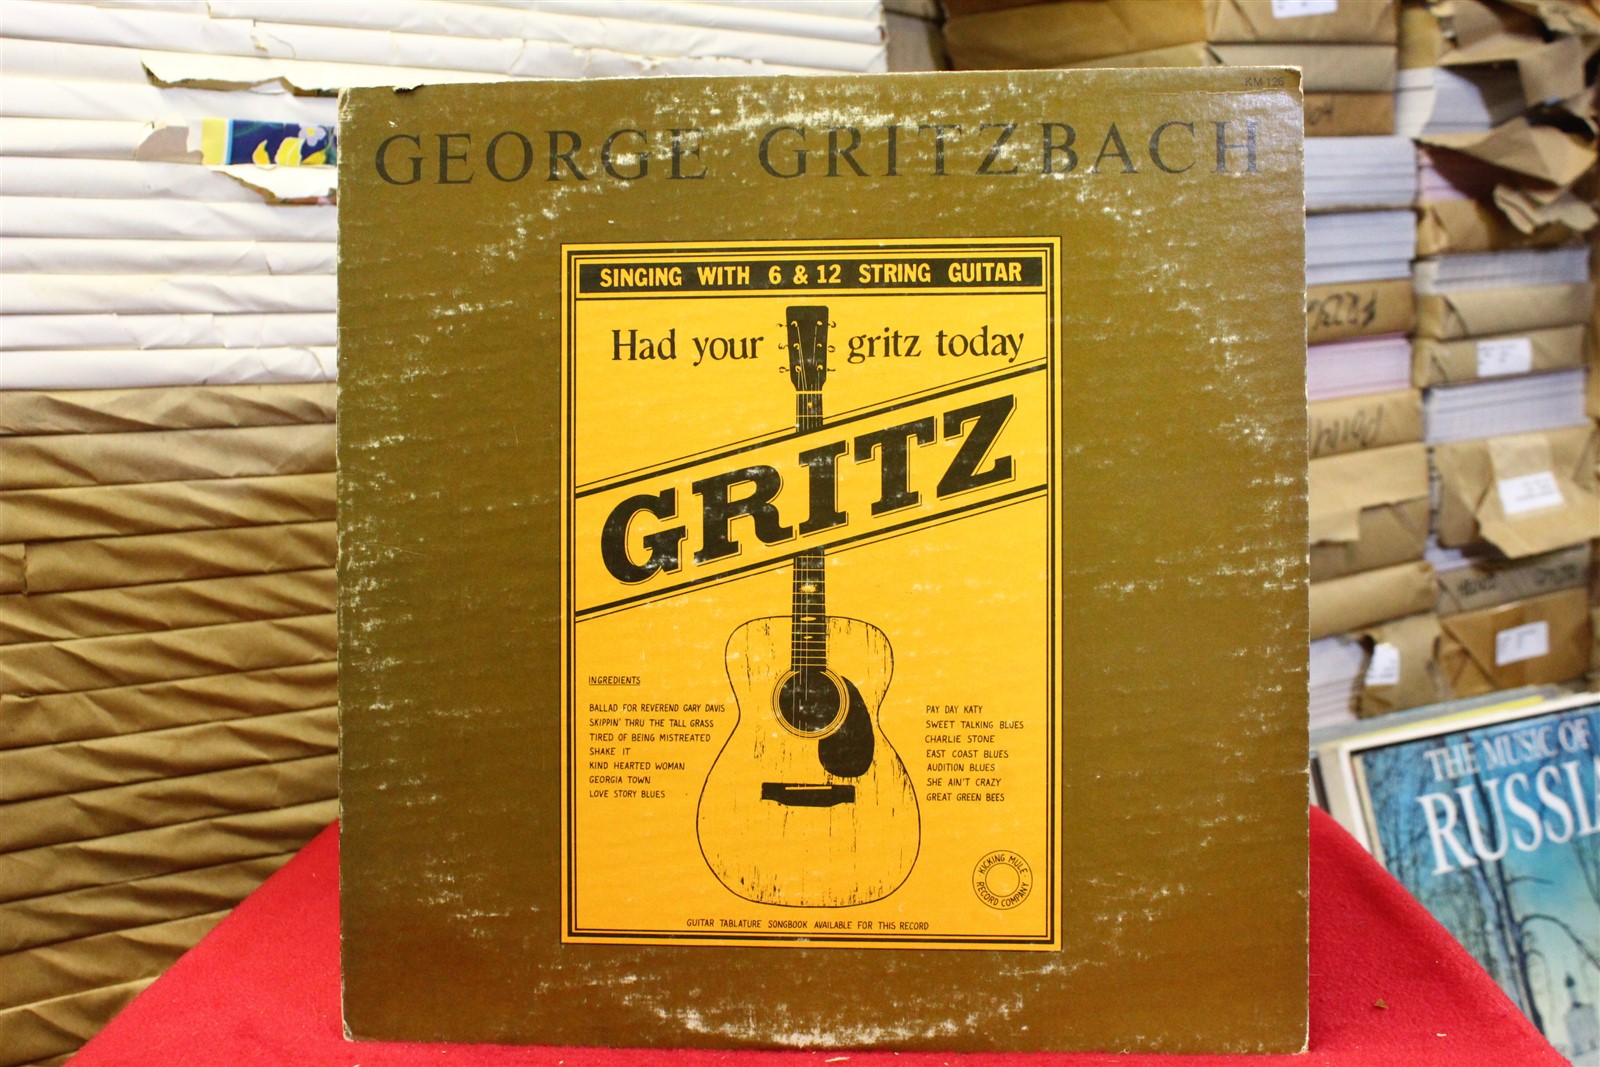 KM 126
GEORGE GRITZBACH
SINGING WITH 6 & 12 STRING GUITAR
Had your gritz today
GRITZ
INGREDIENTS
BALLAD FOR REVEREND GARY DAVIS
SKIPPIN' THRU THE TALL GRASS
TIRED OF BEING MISTREATED
SHAKE IT
KIND HEARTED WOMAN
GEORGIA TOWN
LOVE STORY BLUES
PAY DAY KATY
SWEET TALKING BLUES
CHARLIE STONE
EAST COAST BLUES
AUDITION BLUES
SHE AIN'T CRAZY
GREAT GREEN BEES
KICKING MULE
RECORD COMPANY
GUITAR TABLATURE SONGBOOK AVAILABLE FOR THIS RECORD
THE MUSIC OF
RUSSIA